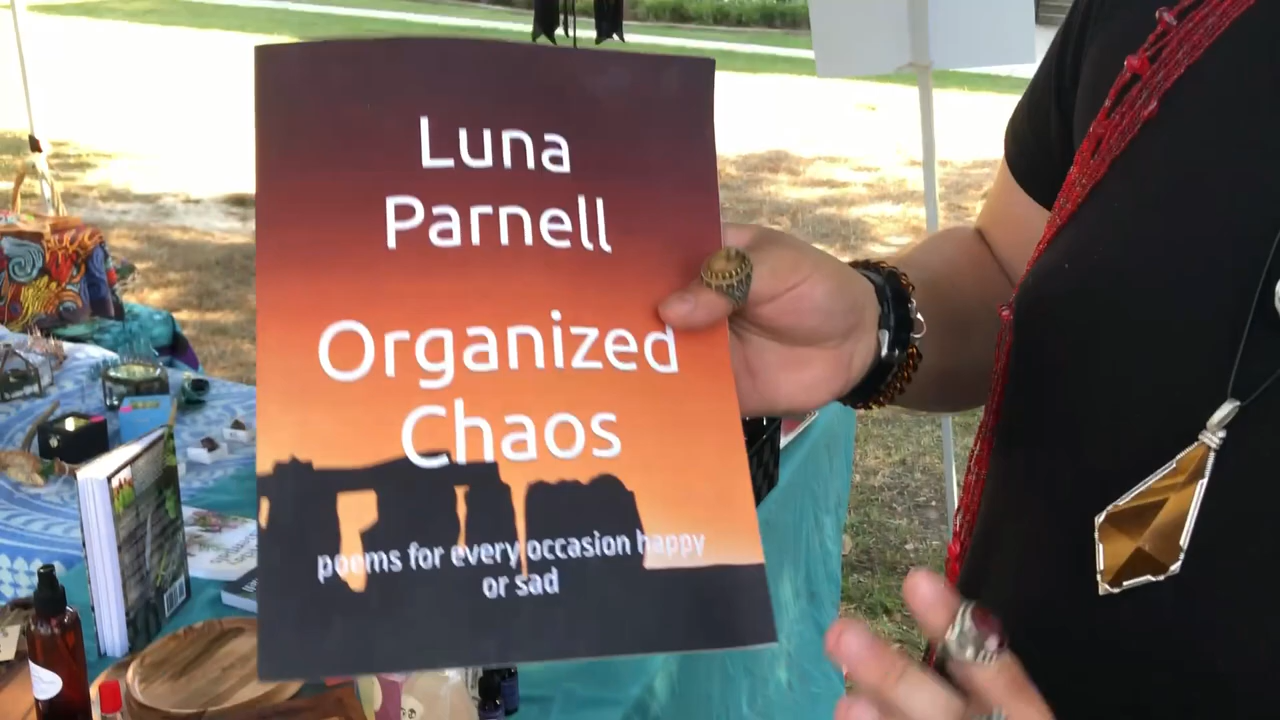 Luna
Parnell
Organized
Chaos
poems for every occasion happy
or sad